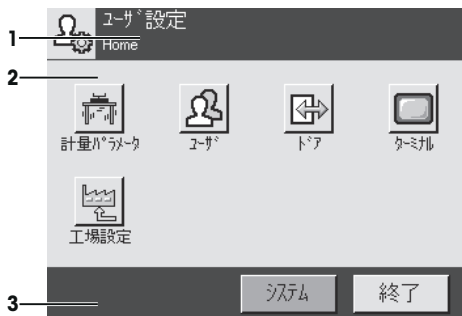 ﾕｰｻﾞ設定
1
Home
2
計量ﾊﾟﾗﾒｰﾀ
ﾕｰｻﾞ
ﾄﾞｱ
ﾀｰﾐﾅﾙ
工場設定
3
ｼｽﾃﾑ
終了